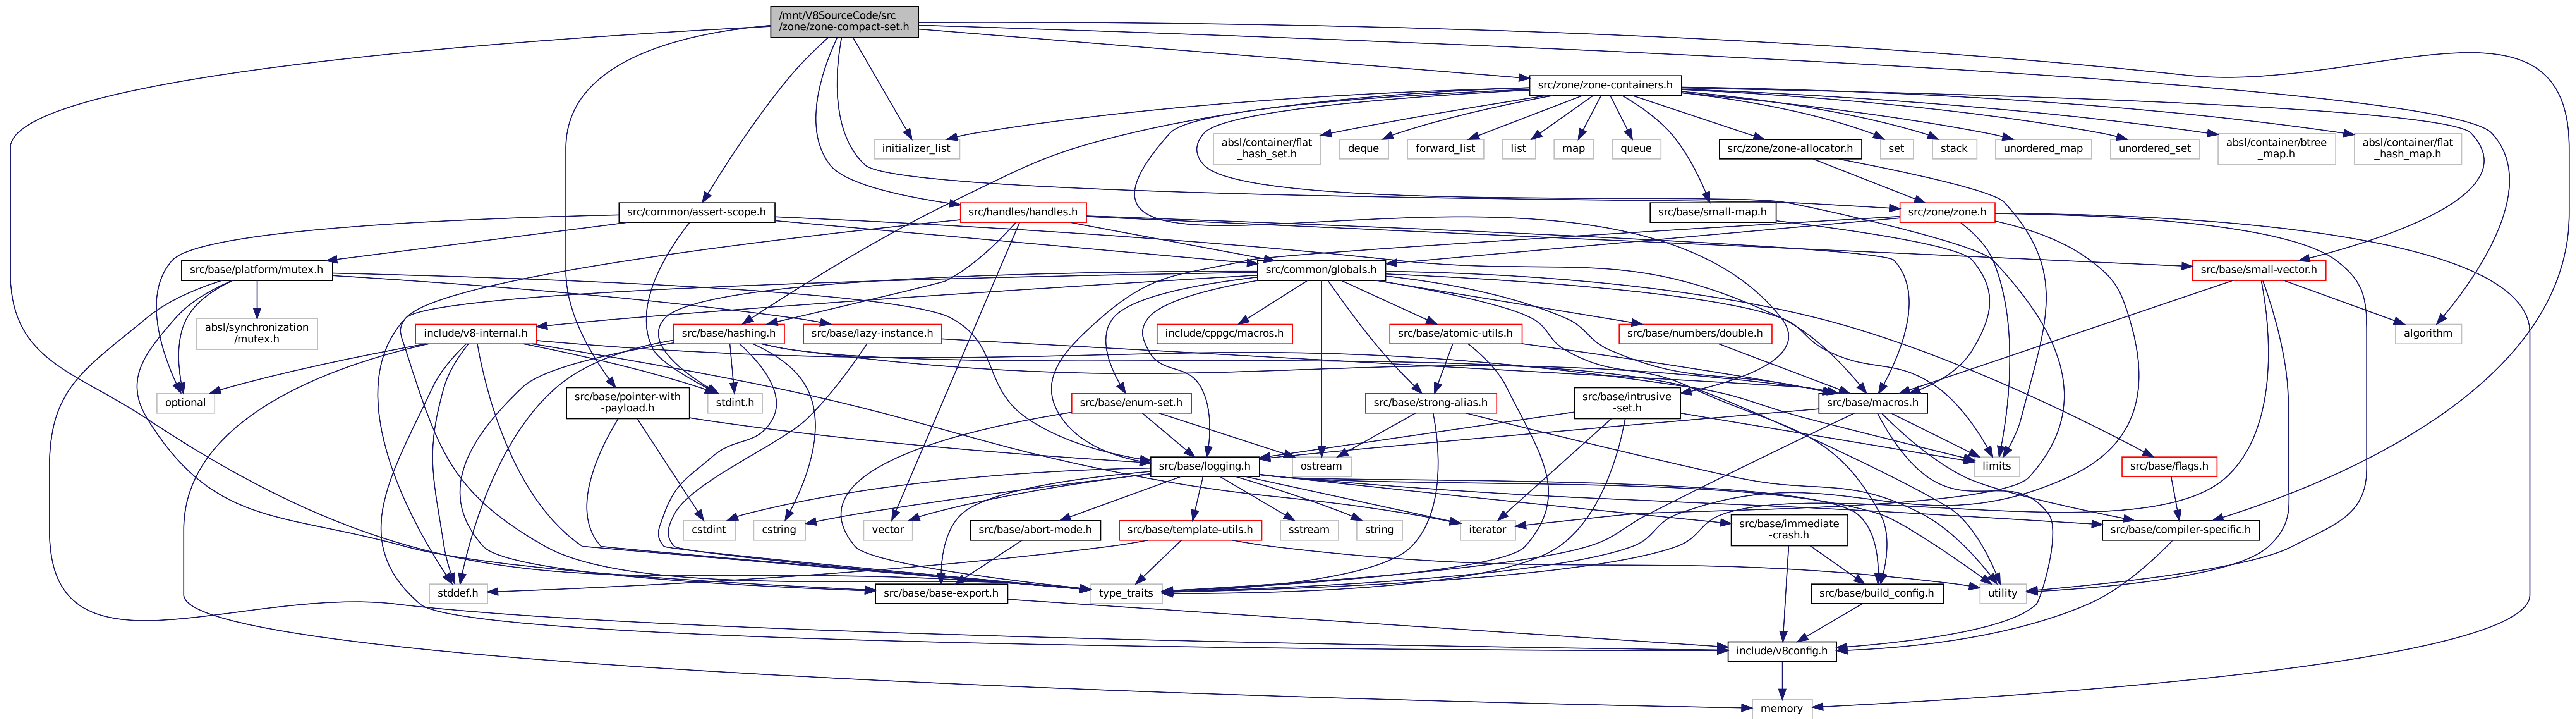 /mnt/V8SourceCode/src
/zone/zone-compact-set.h
src/zone/zone-containers.h
initializer_list
absl/container/flat
_hash_set.h
deque
forward_list
list
map
queue
src/zone/zone-allocator.h
set
stack
unordered_map
unordered_set
absl/container/btree
_map.h
absl/container/flat
_hash_map.h
src/common/assert-scope.h
src/handles/handles.h
src/base/small-map.h
src/zone/zone.h
src/base/platform/mutex.h
src/common/globals.h
src/base/small-vector.h
absl/synchronization
/mutex.h
include/v8-internal.h
src/base/hashing.h
src/base/lazy-instance.h
include/cppgc/macros.h
src/base/atomic-utils.h
src/base/numbers/double.h
algorithm
optional
src/base/pointer-with
-payload.h
stdint.h
src/base/enum-set.h
src/base/strong-alias.h
src/base/intrusive
-set.h
src/base/macros.h
src/base/logging.h
ostream
limits
src/base/flags.h
cstdint
cstring
vector
src/base/abort-mode.h
src/base/template-utils.h
sstream
string
iterator
src/base/immediate
-crash.h
src/base/compiler-specific.h
stddef.h
src/base/base-export.h
type_traits
src/base/build_config.h
utility
include/v8config.h
memory